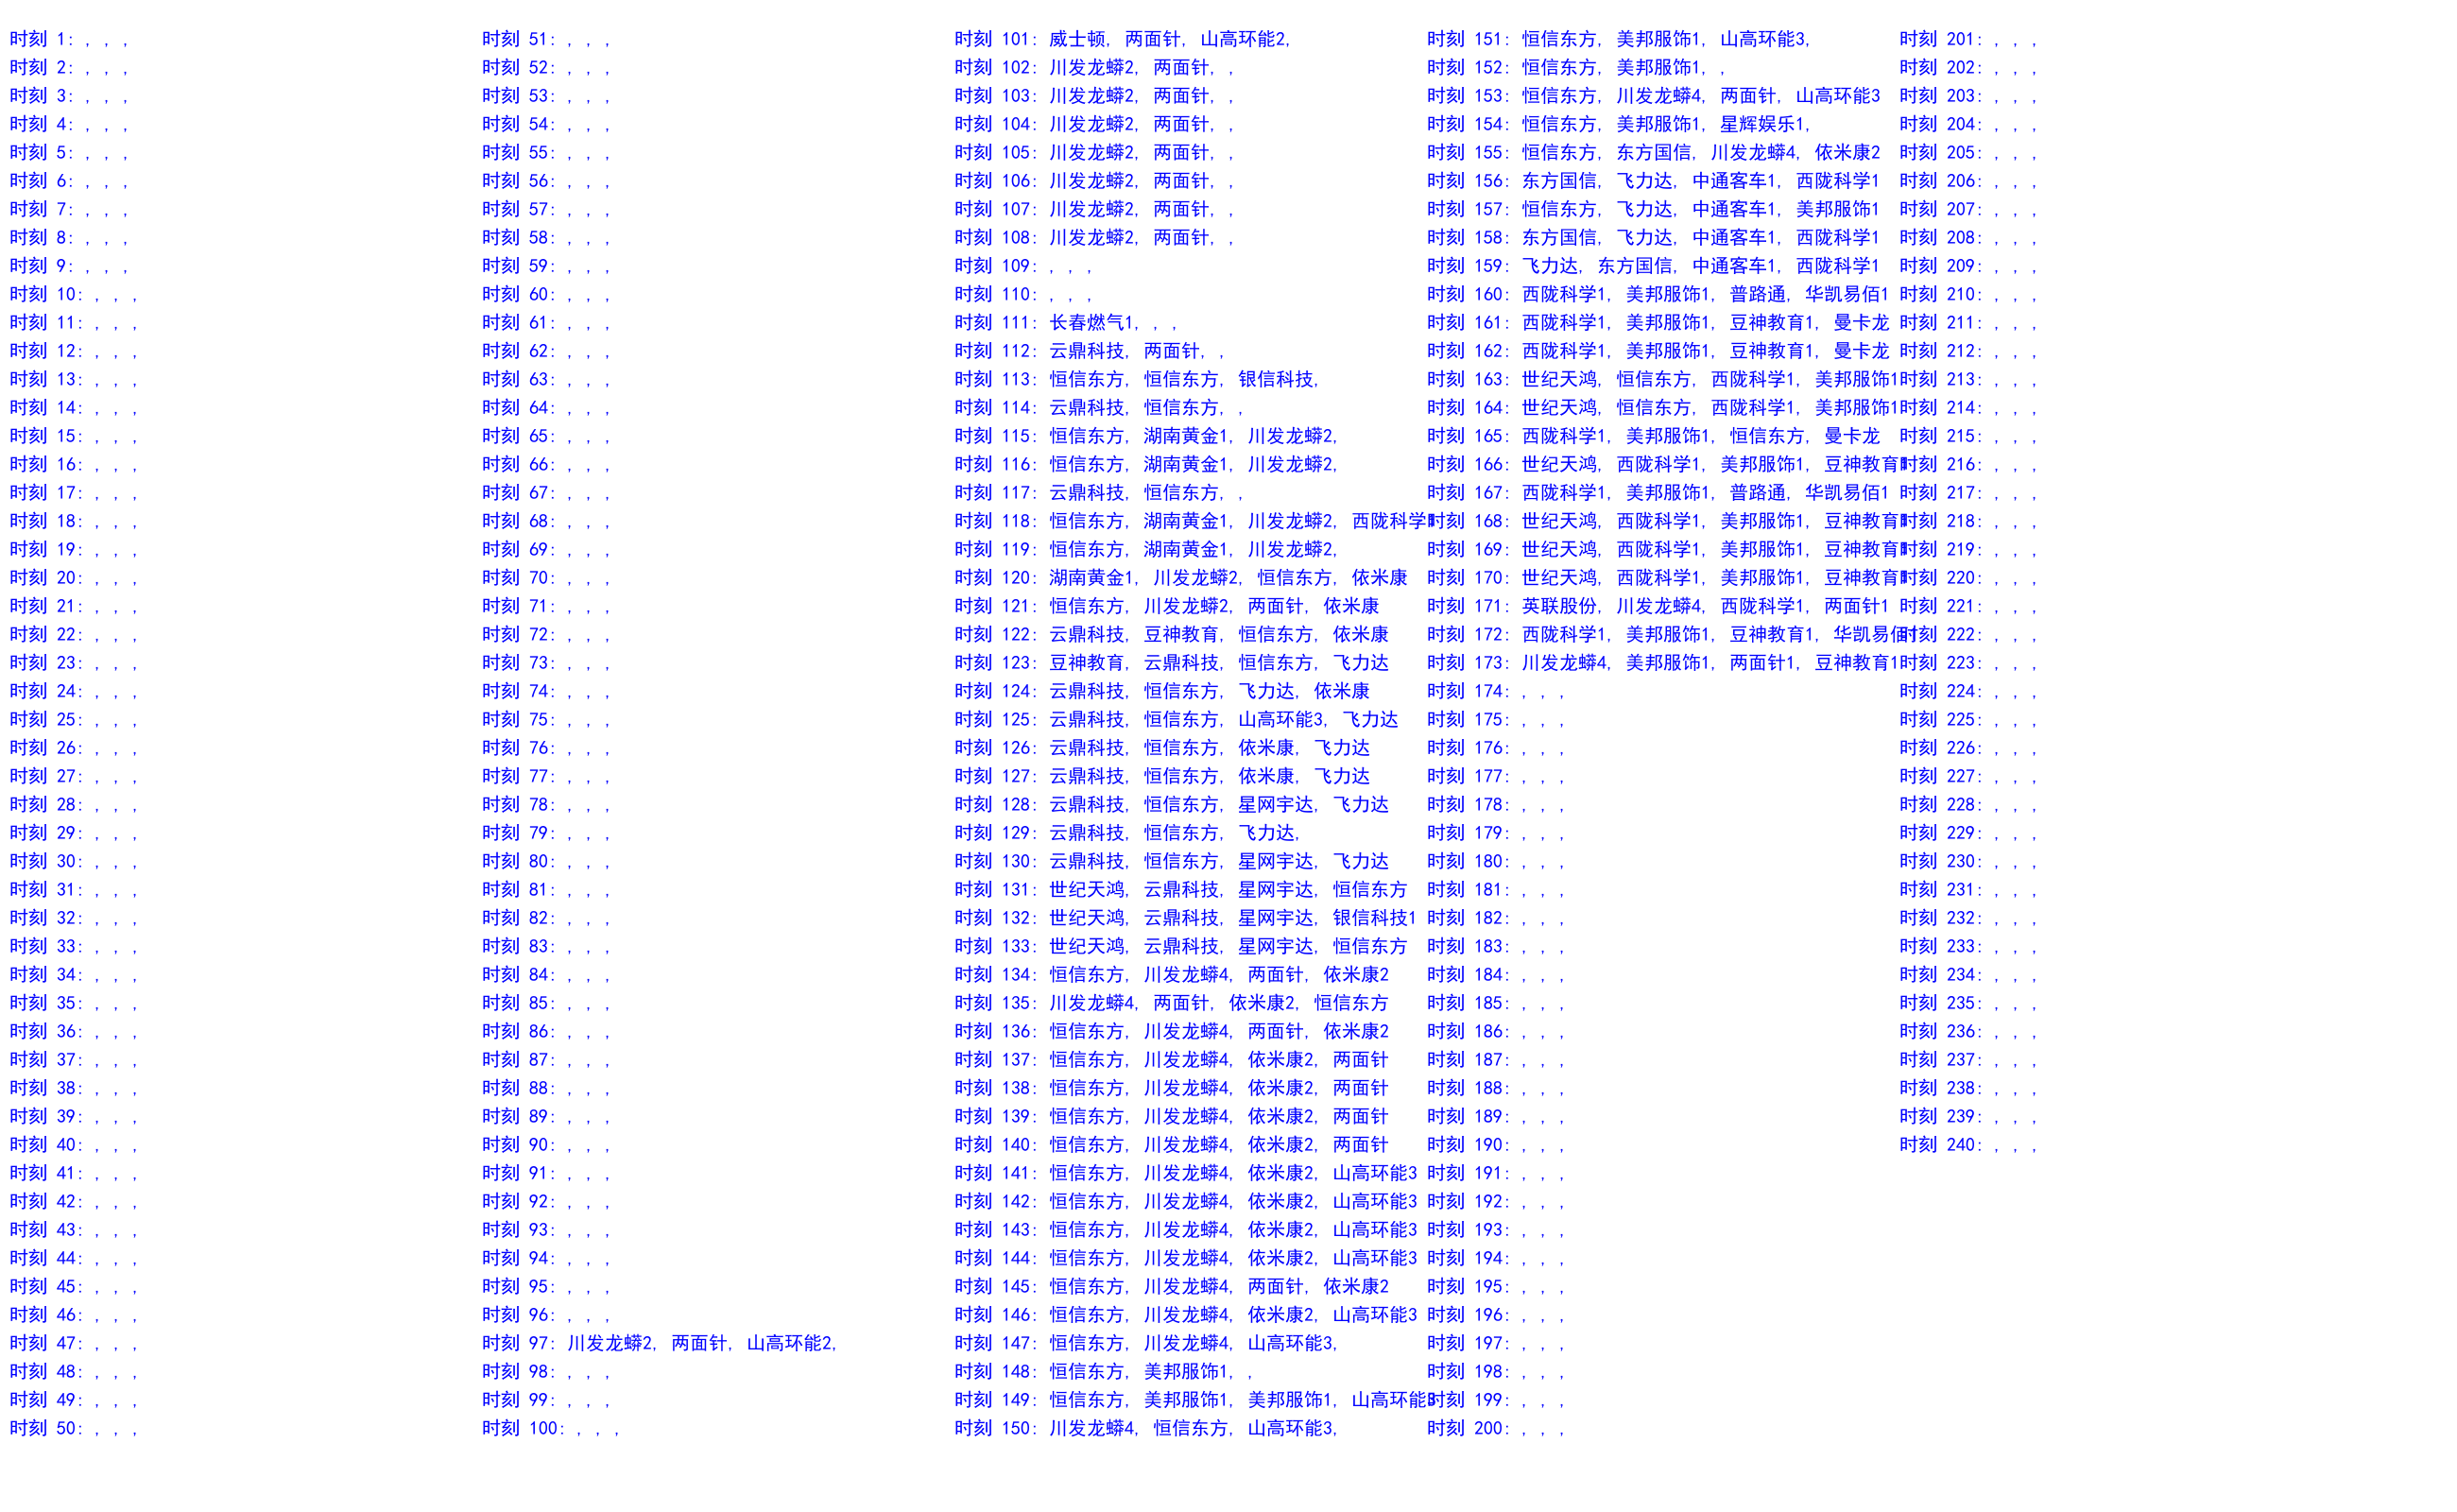 时刻 1: , , ,
时刻 2: , , ,
时刻 3: , , ,
时刻 4: , , ,
时刻 5: , , ,
时刻 6: , , ,
时刻 7: , , ,
时刻 8: , , ,
时刻 9: , , ,
时刻 10: , , ,
时刻 11: , , ,
时刻 12: , , ,
时刻 13: , , ,
时刻 14: , , ,
时刻 15: , , ,
时刻 16: , , ,
时刻 17: , , ,
时刻 18: , , ,
时刻 19: , , ,
时刻 20: , , ,
时刻 21: , , ,
时刻 22: , , ,
时刻 23: , , ,
时刻 24: , , ,
时刻 25: , , ,
时刻 26: , , ,
时刻 27: , , ,
时刻 28: , , ,
时刻 29: , , ,
时刻 30: , , ,
时刻 31: , , ,
时刻 32: , , ,
时刻 33: , , ,
时刻 34: , , ,
时刻 35: , , ,
时刻 36: , , ,
时刻 37: , , ,
时刻 38: , , ,
时刻 39: , , ,
时刻 40: , , ,
时刻 41: , , ,
时刻 42: , , ,
时刻 43: , , ,
时刻 44: , , ,
时刻 45: , , ,
时刻 46: , , ,
时刻 47: , , ,
时刻 48: , , ,
时刻 49: , , ,
时刻 50: , , ,
时刻 51: , , ,
时刻 52: , , ,
时刻 53: , , ,
时刻 54: , , ,
时刻 55: , , ,
时刻 56: , , ,
时刻 57: , , ,
时刻 58: , , ,
时刻 59: , , ,
时刻 60: , , ,
时刻 61: , , ,
时刻 62: , , ,
时刻 63: , , ,
时刻 64: , , ,
时刻 65: , , ,
时刻 66: , , ,
时刻 67: , , ,
时刻 68: , , ,
时刻 69: , , ,
时刻 70: , , ,
时刻 71: , , ,
时刻 72: , , ,
时刻 73: , , ,
时刻 74: , , ,
时刻 75: , , ,
时刻 76: , , ,
时刻 77: , , ,
时刻 78: , , ,
时刻 79: , , ,
时刻 80: , , ,
时刻 81: , , ,
时刻 82: , , ,
时刻 83: , , ,
时刻 84: , , ,
时刻 85: , , ,
时刻 86: , , ,
时刻 87: , , ,
时刻 88: , , ,
时刻 89: , , ,
时刻 90: , , ,
时刻 91: , , ,
时刻 92: , , ,
时刻 93: , , ,
时刻 94: , , ,
时刻 95: , , ,
时刻 96: , , ,
时刻 97: 川发龙蟒2, 两面针, 山高环能2,
时刻 98: , , ,
时刻 99: , , ,
时刻 100: , , ,
时刻 101: 威士顿, 两面针, 山高环能2,
时刻 102: 川发龙蟒2, 两面针, ,
时刻 103: 川发龙蟒2, 两面针, ,
时刻 104: 川发龙蟒2, 两面针, ,
时刻 105: 川发龙蟒2, 两面针, ,
时刻 106: 川发龙蟒2, 两面针, ,
时刻 107: 川发龙蟒2, 两面针, ,
时刻 108: 川发龙蟒2, 两面针, ,
时刻 109: , , ,
时刻 110: , , ,
时刻 111: 长春燃气1, , ,
时刻 112: 云鼎科技, 两面针, ,
时刻 113: 恒信东方, 恒信东方, 银信科技,
时刻 114: 云鼎科技, 恒信东方, ,
时刻 115: 恒信东方, 湖南黄金1, 川发龙蟒2,
时刻 116: 恒信东方, 湖南黄金1, 川发龙蟒2,
时刻 117: 云鼎科技, 恒信东方, ,
时刻 118: 恒信东方, 湖南黄金1, 川发龙蟒2, 西陇科学
时刻 119: 恒信东方, 湖南黄金1, 川发龙蟒2,
时刻 120: 湖南黄金1, 川发龙蟒2, 恒信东方, 依米康
时刻 121: 恒信东方, 川发龙蟒2, 两面针, 依米康
时刻 122: 云鼎科技, 豆神教育, 恒信东方, 依米康
时刻 123: 豆神教育, 云鼎科技, 恒信东方, 飞力达
时刻 124: 云鼎科技, 恒信东方, 飞力达, 依米康
时刻 125: 云鼎科技, 恒信东方, 山高环能3, 飞力达
时刻 126: 云鼎科技, 恒信东方, 依米康, 飞力达
时刻 127: 云鼎科技, 恒信东方, 依米康, 飞力达
时刻 128: 云鼎科技, 恒信东方, 星网宇达, 飞力达
时刻 129: 云鼎科技, 恒信东方, 飞力达,
时刻 130: 云鼎科技, 恒信东方, 星网宇达, 飞力达
时刻 131: 世纪天鸿, 云鼎科技, 星网宇达, 恒信东方
时刻 132: 世纪天鸿, 云鼎科技, 星网宇达, 银信科技1
时刻 133: 世纪天鸿, 云鼎科技, 星网宇达, 恒信东方
时刻 134: 恒信东方, 川发龙蟒4, 两面针, 依米康2
时刻 135: 川发龙蟒4, 两面针, 依米康2, 恒信东方
时刻 136: 恒信东方, 川发龙蟒4, 两面针, 依米康2
时刻 137: 恒信东方, 川发龙蟒4, 依米康2, 两面针
时刻 138: 恒信东方, 川发龙蟒4, 依米康2, 两面针
时刻 139: 恒信东方, 川发龙蟒4, 依米康2, 两面针
时刻 140: 恒信东方, 川发龙蟒4, 依米康2, 两面针
时刻 141: 恒信东方, 川发龙蟒4, 依米康2, 山高环能3
时刻 142: 恒信东方, 川发龙蟒4, 依米康2, 山高环能3
时刻 143: 恒信东方, 川发龙蟒4, 依米康2, 山高环能3
时刻 144: 恒信东方, 川发龙蟒4, 依米康2, 山高环能3
时刻 145: 恒信东方, 川发龙蟒4, 两面针, 依米康2
时刻 146: 恒信东方, 川发龙蟒4, 依米康2, 山高环能3
时刻 147: 恒信东方, 川发龙蟒4, 山高环能3,
时刻 148: 恒信东方, 美邦服饰1, ,
时刻 149: 恒信东方, 美邦服饰1, 美邦服饰1, 山高环能
时刻 150: 川发龙蟒4, 恒信东方, 山高环能3,
时刻 151: 恒信东方, 美邦服饰1, 山高环能3,
时刻 152: 恒信东方, 美邦服饰1, ,
时刻 153: 恒信东方, 川发龙蟒4, 两面针, 山高环能3
时刻 154: 恒信东方, 美邦服饰1, 星辉娱乐1,
时刻 155: 恒信东方, 东方国信, 川发龙蟒4, 依米康2
时刻 156: 东方国信, 飞力达, 中通客车1, 西陇科学1
时刻 157: 恒信东方, 飞力达, 中通客车1, 美邦服饰1
时刻 158: 东方国信, 飞力达, 中通客车1, 西陇科学1
时刻 159: 飞力达, 东方国信, 中通客车1, 西陇科学1
时刻 160: 西陇科学1, 美邦服饰1, 普路通, 华凯易佰1
时刻 161: 西陇科学1, 美邦服饰1, 豆神教育1, 曼卡龙
时刻 162: 西陇科学1, 美邦服饰1, 豆神教育1, 曼卡龙
时刻 163: 世纪天鸿, 恒信东方, 西陇科学1, 美邦服饰1
时刻 164: 世纪天鸿, 恒信东方, 西陇科学1, 美邦服饰1
时刻 165: 西陇科学1, 美邦服饰1, 恒信东方, 曼卡龙
时刻 166: 世纪天鸿, 西陇科学1, 美邦服饰1, 豆神教育
时刻 167: 西陇科学1, 美邦服饰1, 普路通, 华凯易佰1
时刻 168: 世纪天鸿, 西陇科学1, 美邦服饰1, 豆神教育
时刻 169: 世纪天鸿, 西陇科学1, 美邦服饰1, 豆神教育
时刻 170: 世纪天鸿, 西陇科学1, 美邦服饰1, 豆神教育
时刻 171: 英联股份, 川发龙蟒4, 西陇科学1, 两面针1
时刻 172: 西陇科学1, 美邦服饰1, 豆神教育1, 华凯易佰
时刻 173: 川发龙蟒4, 美邦服饰1, 两面针1, 豆神教育1
时刻 174: , , ,
时刻 175: , , ,
时刻 176: , , ,
时刻 177: , , ,
时刻 178: , , ,
时刻 179: , , ,
时刻 180: , , ,
时刻 181: , , ,
时刻 182: , , ,
时刻 183: , , ,
时刻 184: , , ,
时刻 185: , , ,
时刻 186: , , ,
时刻 187: , , ,
时刻 188: , , ,
时刻 189: , , ,
时刻 190: , , ,
时刻 191: , , ,
时刻 192: , , ,
时刻 193: , , ,
时刻 194: , , ,
时刻 195: , , ,
时刻 196: , , ,
时刻 197: , , ,
时刻 198: , , ,
时刻 199: , , ,
时刻 200: , , ,
时刻 201: , , ,
时刻 202: , , ,
时刻 203: , , ,
时刻 204: , , ,
时刻 205: , , ,
时刻 206: , , ,
时刻 207: , , ,
时刻 208: , , ,
时刻 209: , , ,
时刻 210: , , ,
时刻 211: , , ,
时刻 212: , , ,
时刻 213: , , ,
时刻 214: , , ,
时刻 215: , , ,
时刻 216: , , ,
时刻 217: , , ,
时刻 218: , , ,
时刻 219: , , ,
时刻 220: , , ,
时刻 221: , , ,
时刻 222: , , ,
时刻 223: , , ,
时刻 224: , , ,
时刻 225: , , ,
时刻 226: , , ,
时刻 227: , , ,
时刻 228: , , ,
时刻 229: , , ,
时刻 230: , , ,
时刻 231: , , ,
时刻 232: , , ,
时刻 233: , , ,
时刻 234: , , ,
时刻 235: , , ,
时刻 236: , , ,
时刻 237: , , ,
时刻 238: , , ,
时刻 239: , , ,
时刻 240: , , ,